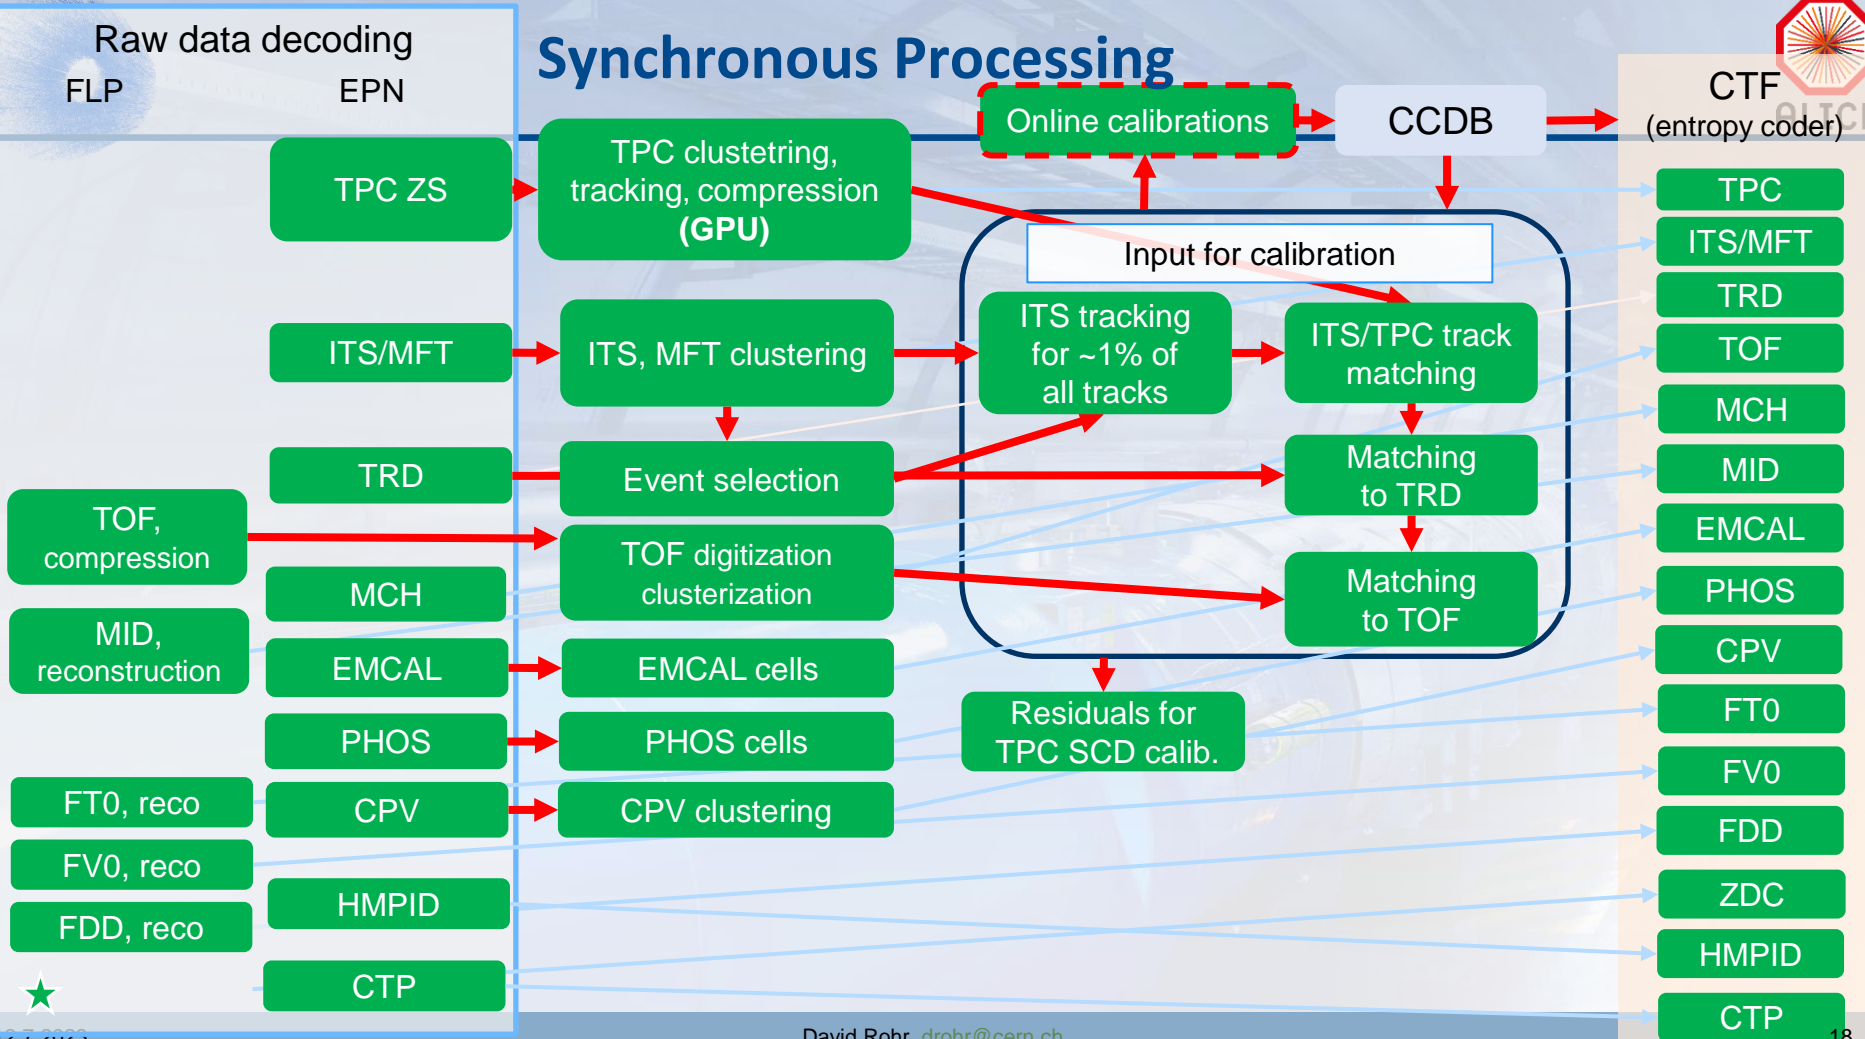 Raw data decoding
FLP
EPN
Synchronous Processing
CTF
(entropy coder)
Online calibrations
CCDB
TPC ZS
TPC clustetring,
tracking, compression
(GPU)
Input for calibration
ITS/MFT
ITS, MFT clustering
ITS tracking
for ~1% of
all tracks
ITS/TPC track
matching
TRD
Event selection
Matching
to TRD
TOF,
compression
TOF digitization
clusterization
Matching
to TOF
MCH
MID,
reconstruction
EMCAL
EMCAL cells
PHOS
PHOS cells
Residuals for
TPC SCD calib.
FT0, reco
CPV
CPV clustering
FV0, reco
HMPID
FDD, reco
CTP
TPC
ITS/MFT
TRD
TOF
MCH
MID
EMCAL
PHOS
CPV
FT0
FV0
FDD
ZDC
HMPID
CTP
David Rohr, drohr@cern.ch
18